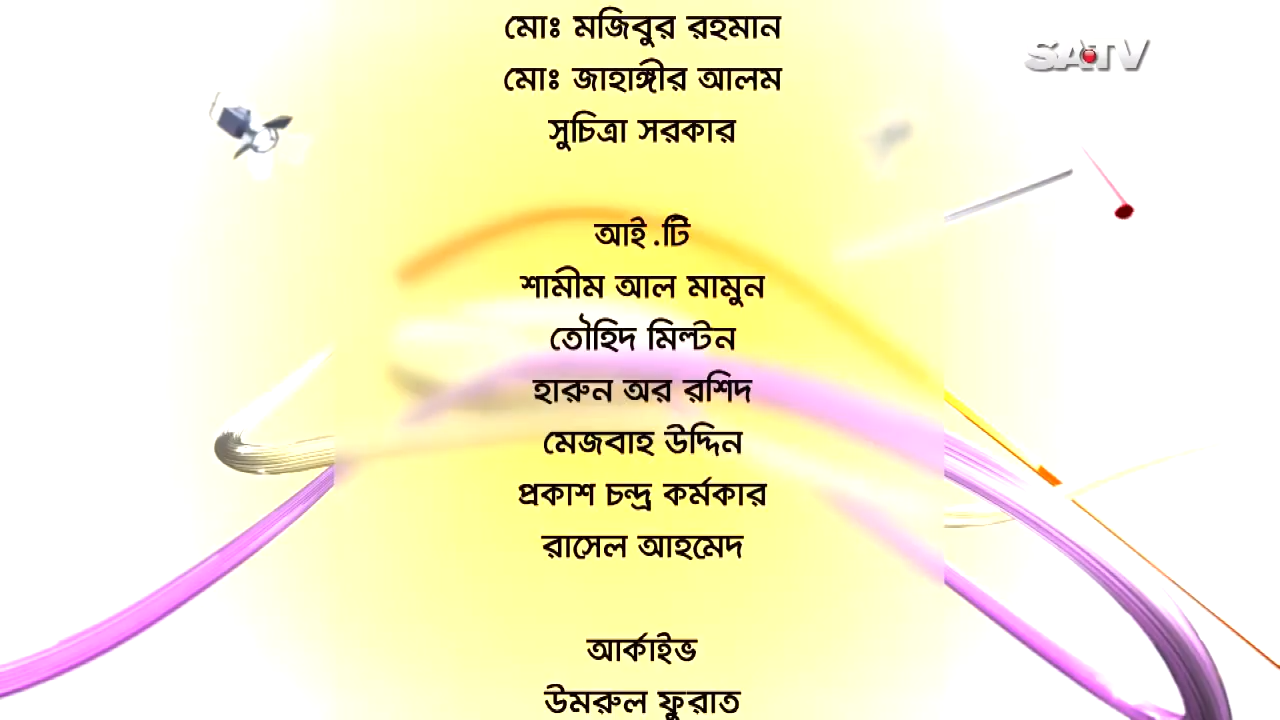 মোঃ মজিবুর রহমান
SATV
মোঃ জাহাঙ্গীর আলম
সুচিত্রা সরকার
আই.টি
শামীম আল মামুন
তৌহিদ মিল্টন
হারুন অর রশিদ
মেজবাহ উদ্দিন
প্রকাশ চন্দ্র কর্মকার
রাসেল আহমেদ
আর্কাইভ
উমরুল ফুরাত